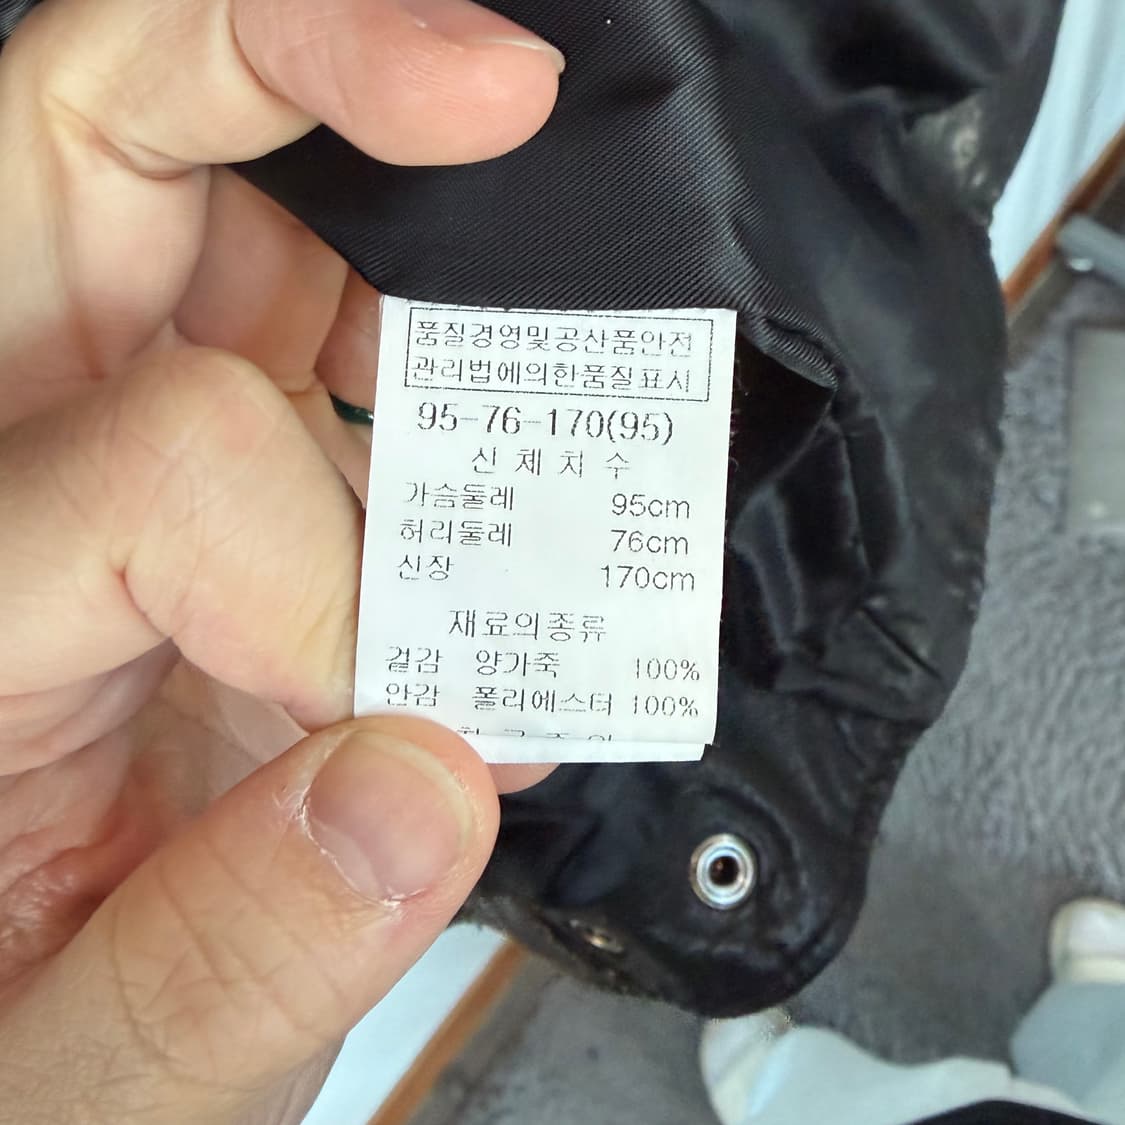 품질경영및공산품안전
관리법에의한품질표시
95-76-170(95)
신 체 치 수
가슴둘레 95cm
허리둘레 76cm
신장 170cm
재료의종류
겉감 양가죽 100%
안감 폴리에스터 100%